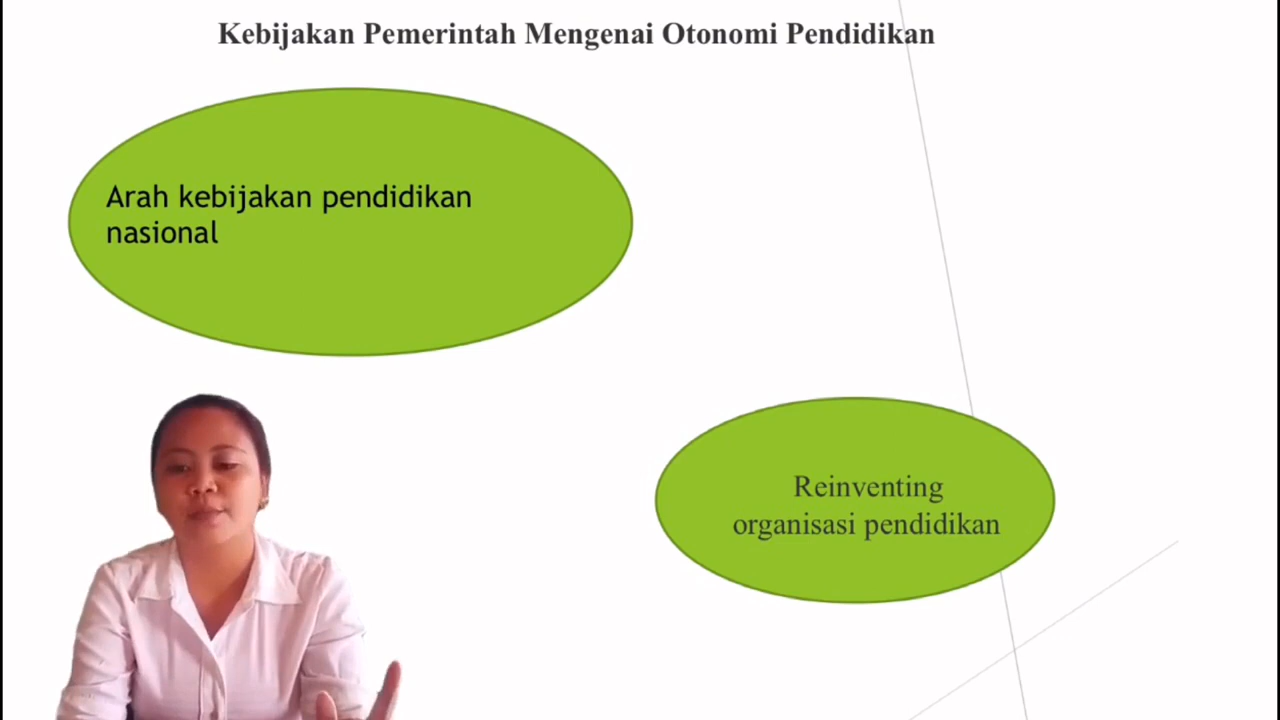 Kebijakan Pemerintah Mengenai Otonomi Pendidikan
Arah kebijakan pendidikan
nasional
Reinventing
organisasi pendidikan